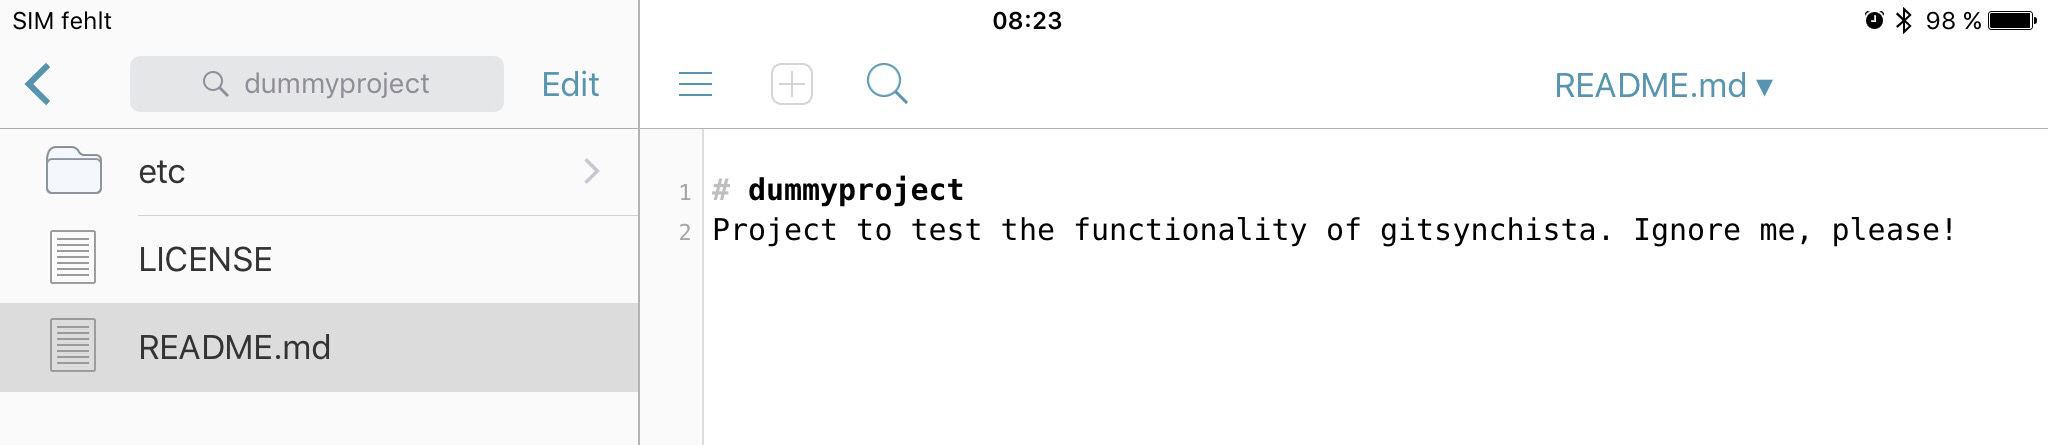 SIM fehlt
08:23
98 %
dummyproject
Edit
README.md ▾
etc
LICENSE
README.md
1 # dummyproject
2 Project to test the functionality of gitsynchista. Ignore me, please!